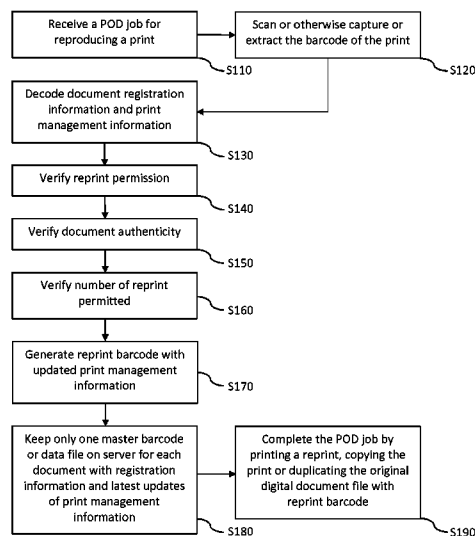 Receive a POD job for
reproducing a print
S110
Scan or otherwise capture or
extract the barcode of the print
S120
Decode document registration
information and print
management information
S130
Verify reprint permission
S140
Verify document authenticity
S150
Verify number of reprint
permitted
S160
Generate reprint barcode with
updated print management
information
S170
Keep only one master barcode
or data file on server for each
document with registration
information and latest updates
of print management
information
S180
Complete the POD job by
printing a reprint, copying the
print or duplicating the original
digital document file with
reprint barcode
S190